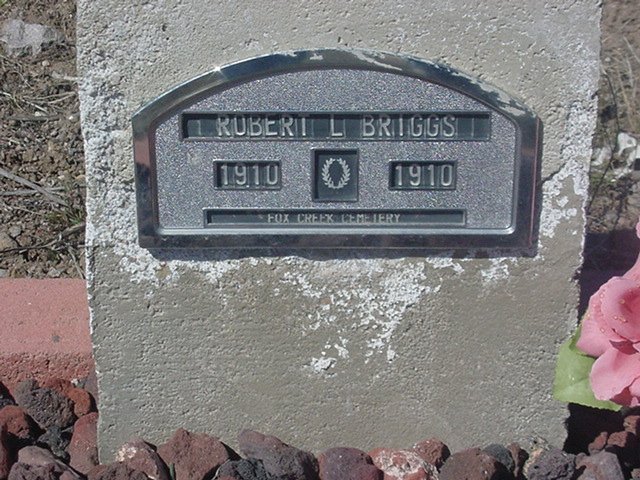 ROBERT L BRIGGS
1910 1910
FOX CREEK CEMETERY